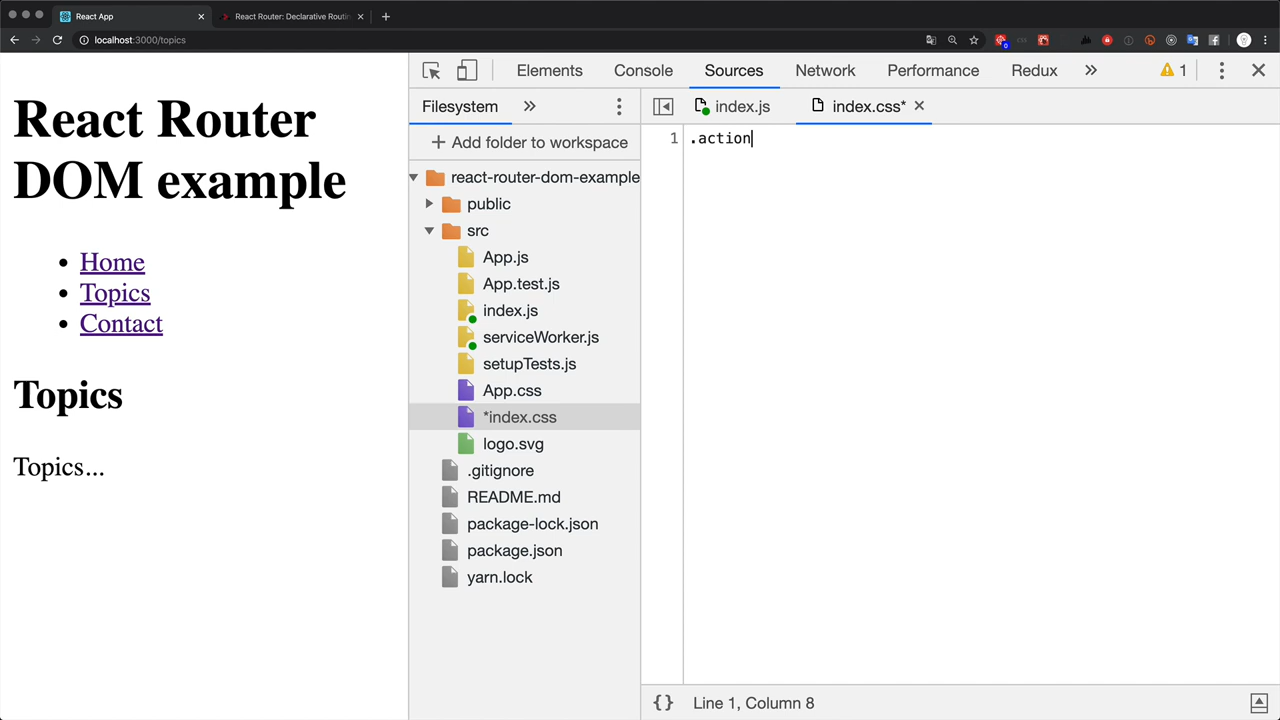 React App
React Router: Declarative Routin
localhost:3000/topics
React Router
DOM example
Home
Topics
Contact
Topics
Topics...
Elements
Console
Sources
Network
Performance
Redux
1
Filesystem
index.js
index.css*
Add folder to workspace
react-router-dom-example
public
src
App.js
App.test.js
index.js
serviceWorker.js
setupTests.js
App.css
*index.css
logo.svg
.gitignore
README.md
package-lock.json
package.json
yarn.lock
1 .action
{} Line 1, Column 8